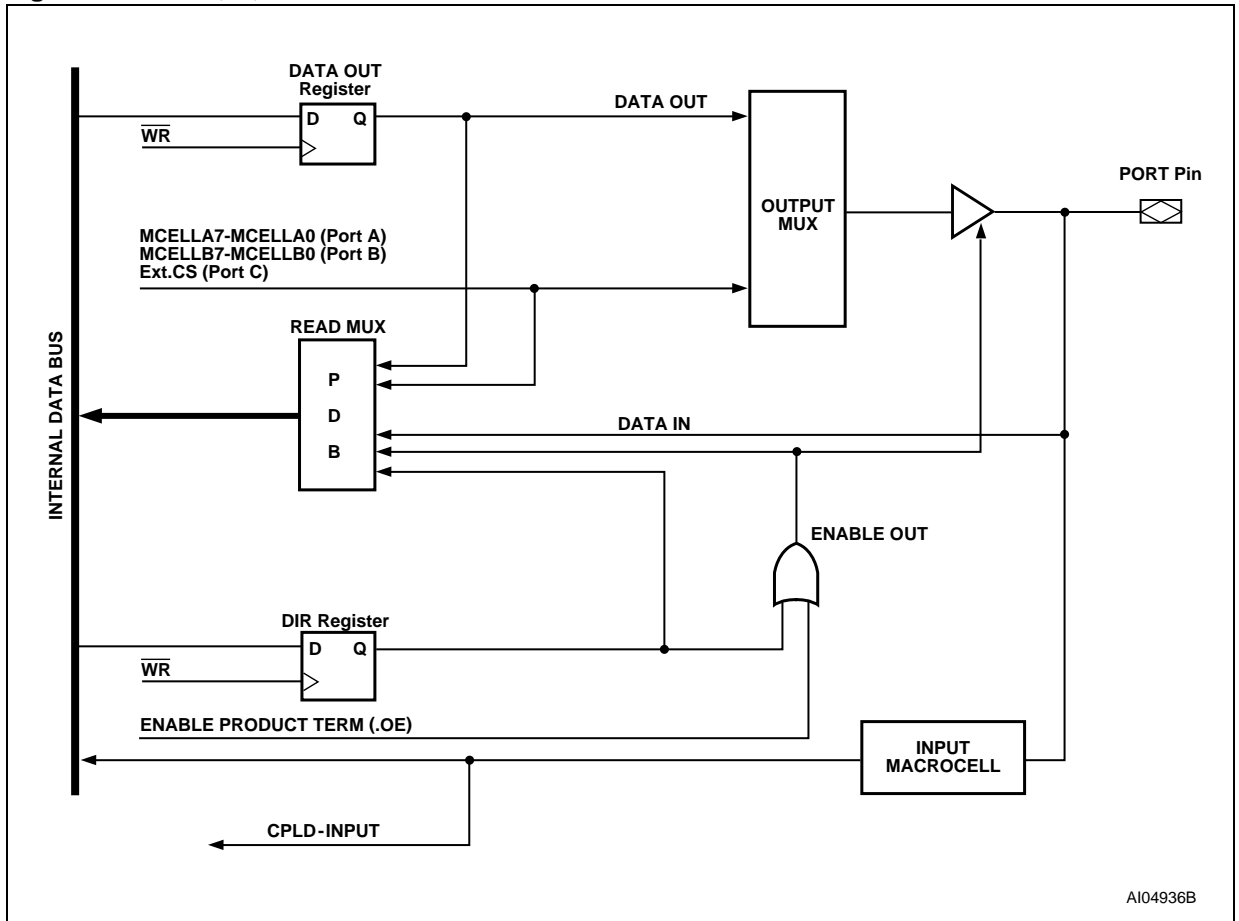 DATA OUT
Register
D Q
WR
DATA OUT
OUTPUT
MUX
PORT Pin
MCELLA7-MCELLA0 (Port A)
MCELLB7-MCELLB0 (Port B)
Ext.CS (Port C)
READ MUX
P
D
B
DATA IN
INTERNAL DATA BUS
ENABLE OUT
DIR Register
D Q
WR
ENABLE PRODUCT TERM (.OE)
INPUT
MACROCELL
CPLD-INPUT
AI04936B